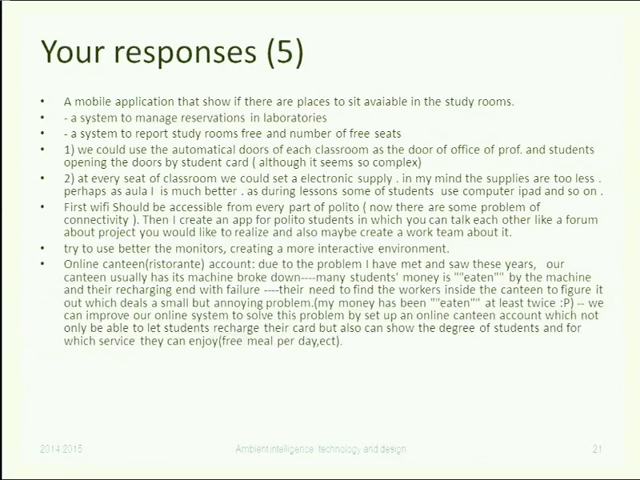 Your responses (5)
• A mobile application that show if there are places to sit avaiable in the study rooms.
• - a system to manage reservations in laboratories
• - a system to report study rooms free and number of free seats
• 1) we could use the automatical doors of each classroom as the door of office of prof. and students
opening the doors by student card ( although it seems so complex)
• 2) at every seat of classroom we could set a electronic supply . in my mind the supplies are too less .
perhaps as aula I is much better . as during lessons some of students use computer ipad and so on .
• First wifi Should be accessible from every part of polito ( now there are some problem of
connectivity ). Then I create an app for polito students in which you can talk each other like a forum
about project you would like to realize and also maybe create a work team about it.
• try to use better the monitors, creating a more interactive environment.
• Online canteen(ristorante) account: due to the problem I have met and saw these years, our
canteen usually has its machine broke down----many students' money is ""eaten"" by the machine
and their recharging end with failure ----their need to find the workers inside the canteen to figure it
out which deals a small but annoying problem.(my money has been ""eaten"" at least twice :P) -- we
can improve our online system to solve this problem by set up an online canteen account which not
only be able to let students recharge their card but also can show the degree of students and for
which service they can enjoy(free meal per day,ect).
2014/2015 Ambient intelligence: technology and design 21